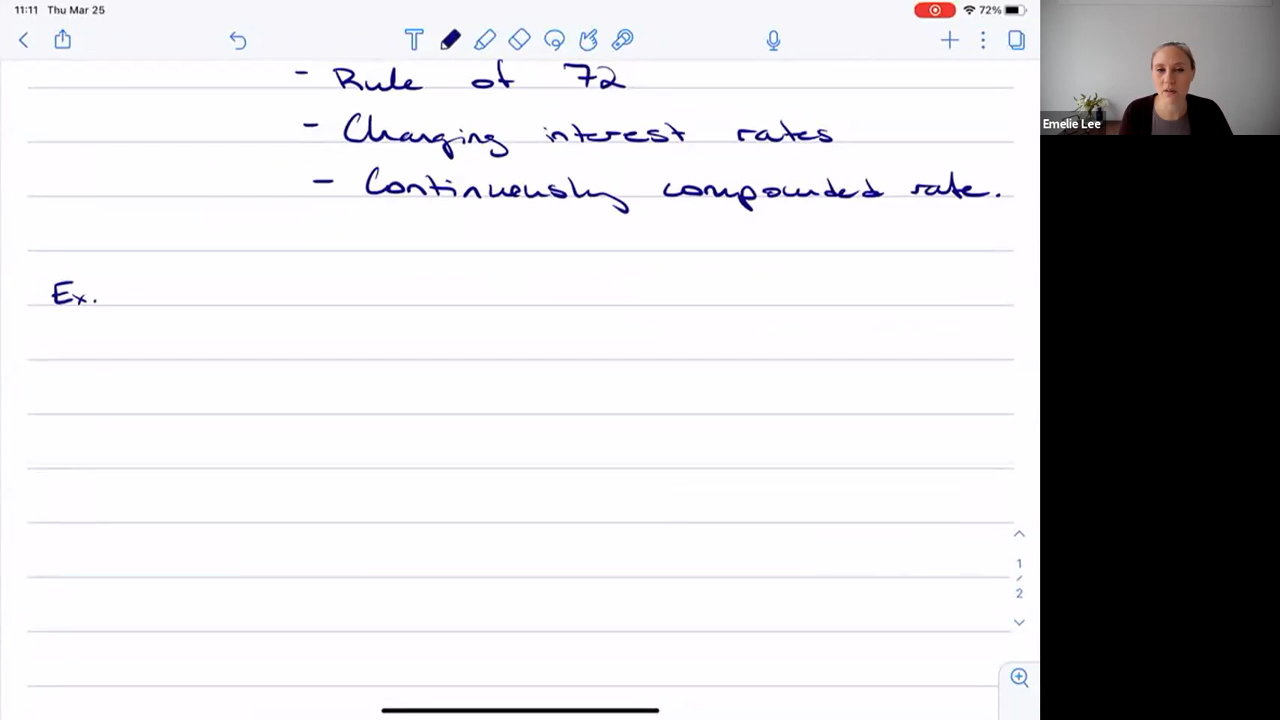 11:11 Thu Mar 25
72%
T
- Rule of 72
- Changing interest rates
- Continuously compounded rate.
Ex.
Emelie Lee
1
/
2